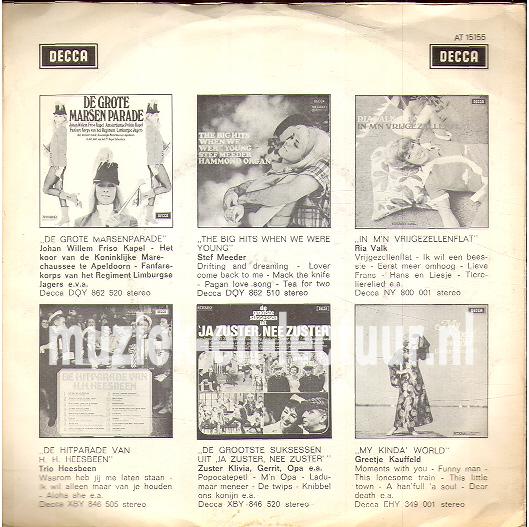 AT 15155
DECCA
DECCA
DE GROTE
MARSEN PARADE
THE BIG HITS
WHEN WE
WERE YOUNG
STEF MEEDER
HAMMOND ORGAN
RIA VALK
IN M'N VRIJGEZELLENFLAT
„DE GROTE MARSENPARADE"
Johan Willem Friso Kapel - Het
koor van de Koninklijke Mare-
chaussee te Apeldoorn - Fanfare-
korps van het Regiment Limburgse
Jagers e.v.a.
Decca DQY 862 520 stereo
„THE BIG HITS WHEN WE WERE
YOUNG"
Stef Meeder
Drifting and dreaming - Lover
come back to me - Mack the knife
- Pagan love song - Tea for two
Decca DQY 862 510 stereo
„IN M'N VRIJGEZELLENFLAT"
Ria Valk
Vrijgezellenflat - Ik wil een bees-
sie - Eerst meer omhoog - Lieve
Frans - Hans en Liesje - Tiere-
lierelied e.a.
Decca NY 800 001 stereo
muziekendlectuur.nl
DE HITPARADE VAN
H.H. HEESBEEN
de
grootste
suksessen
uit
'JA ZUSTER, NEE ZUSTER'
„DE HITPARADE VAN
H. H. HEESBEEN"
Trio Heesbeen
Waarom heb jij me laten staan -
Ik wil alleen maar van je houden
- Aloha ahe e.a.
Decca XBY 846 505 stereo
„DE GROOTSTE SUKSESSEN
UIT ,JA ZUSTER, NEE ZUSTER'"
Zuster Klivia, Gerrit, Opa e.a.
Popocatepetl - M'n Opa - Ladu-
maar meneer - De twips - Knibbel
ons konijn e.a.
Decca XBY 846 520 stereo
„MY KINDA' WORLD"
Greetje Kauffeld
Moments with you - Funny man -
This lonesome train - This little
town - A han'full 'a soul - Dear
death e.a.
Decca EHY 349 001 stereo